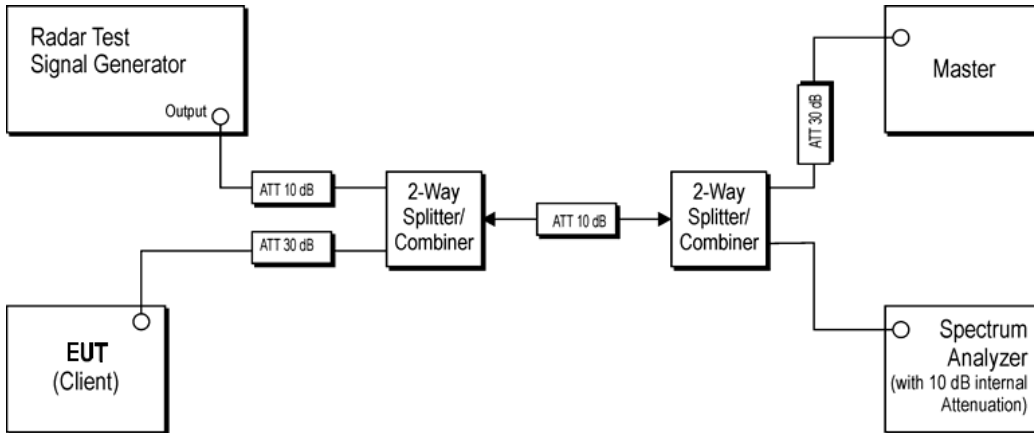 Radar Test
Signal Generator
Output
ATT 10 dB
ATT 30 dB
EUT
(Client)
2-Way
Splitter/
Combiner
ATT 10 dB
2-Way
Splitter/
Combiner
ATT 30 dB
Master
Spectrum
Analyzer
(with 10 dB internal
Attenuation)